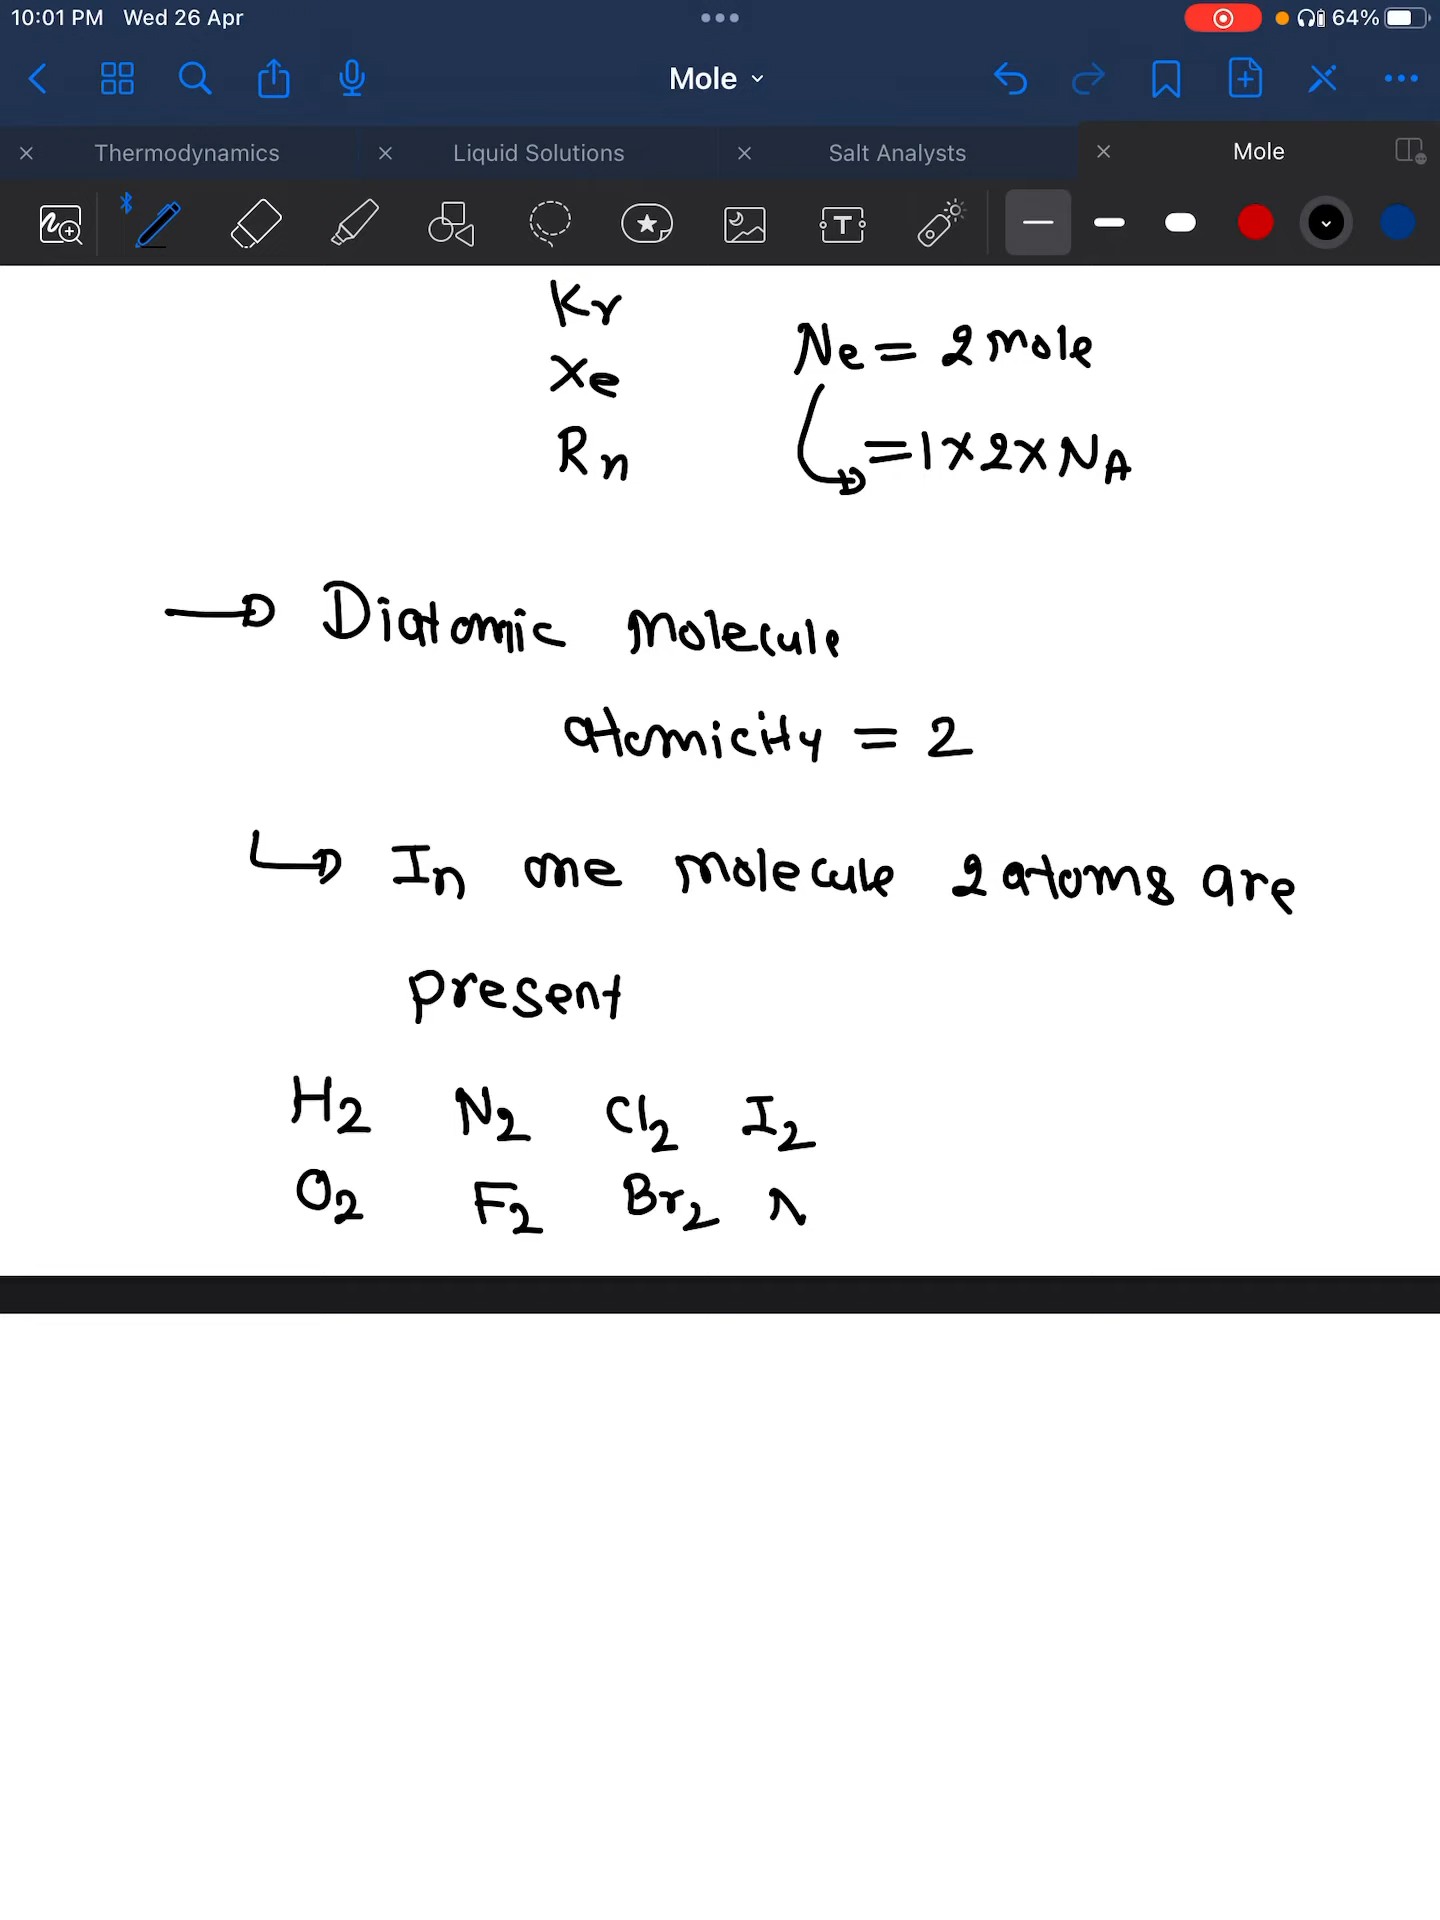 10:01 PM Wed 26 Apr 64%
Mole
Thermodynamics Liquid Solutions Salt Analysts Mole
T
Kr
Ne = 2 mole
Xe
Rn
= 1 × 2 × NA
Diatomic Molecule
atomicity = 2
In one molecule 2 atoms are
present
H2 N2 Cl2 I2
O2 F2 Br2